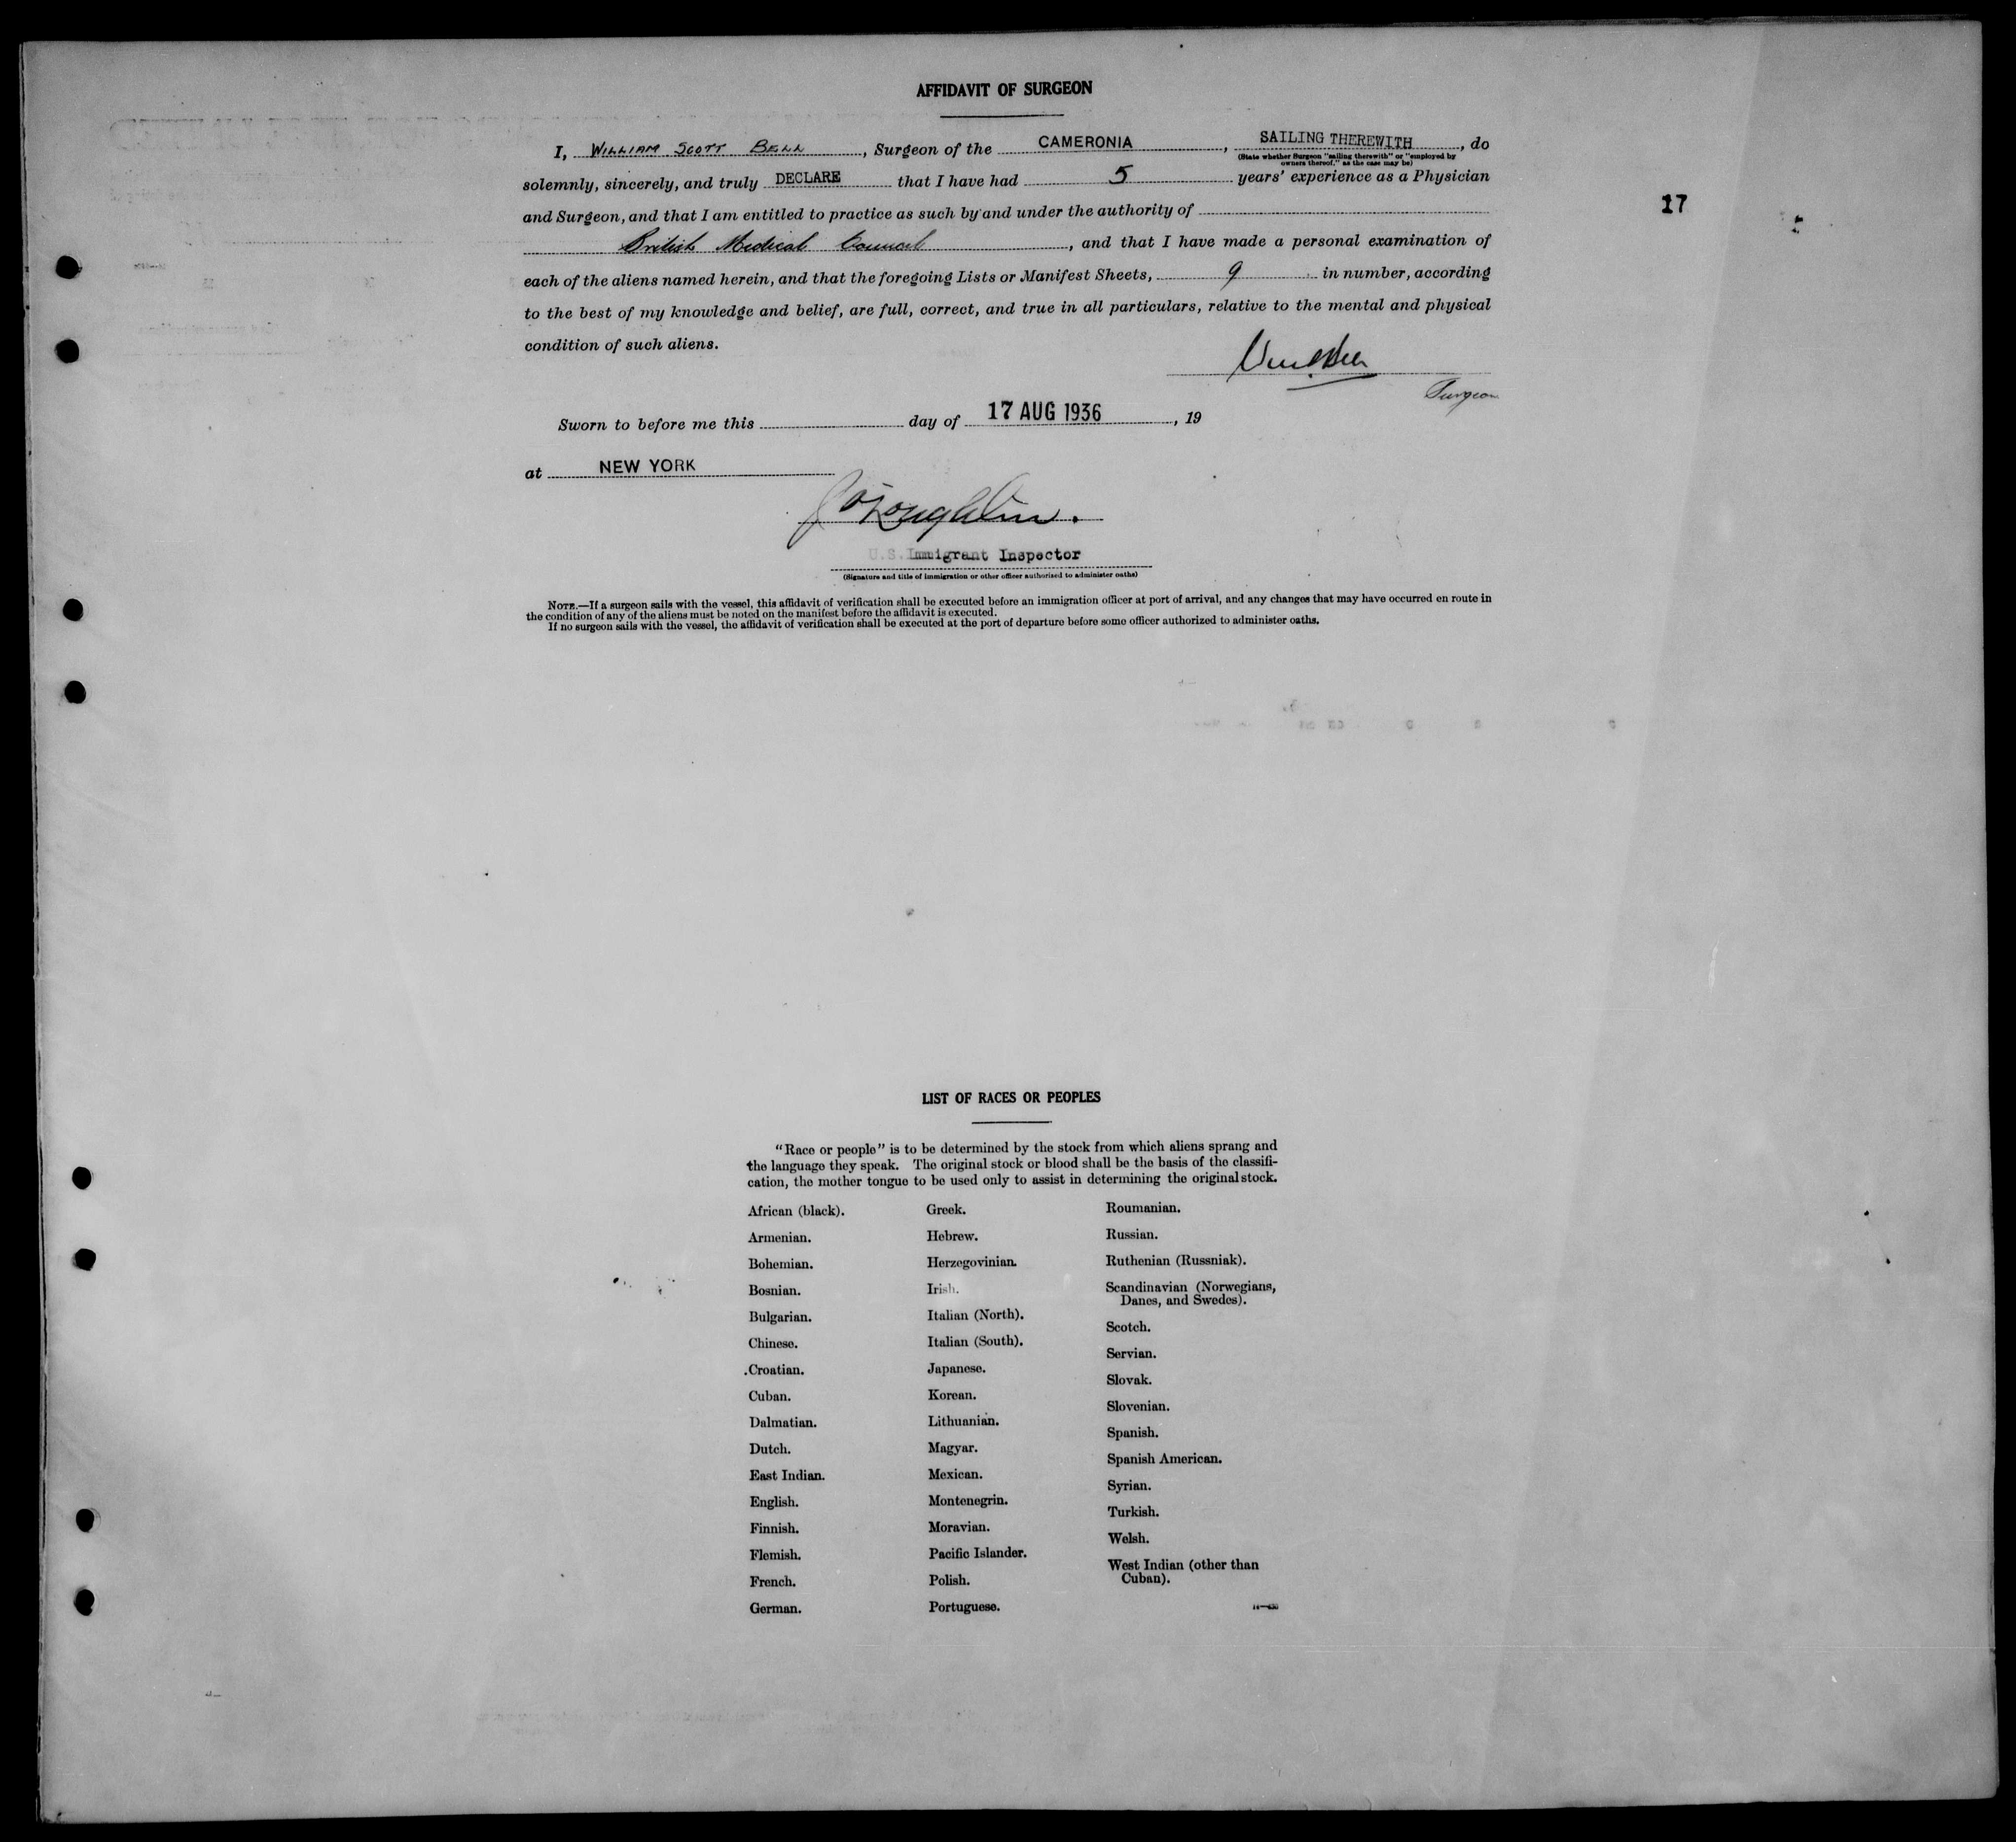 AFFIDAVIT OF SURGEON
I, WILLIAM SCOTT BELL, Surgeon of the CAMERONIA, SAILING THEREWITH, do
(State whether Surgeon "sailing therewith" or "employed by
owners thereof," as the case may be)
solemnly, sincerely, and truly DECLARE that I have had 5 years' experience as a Physician
17
and Surgeon, and that I am entitled to practice as such by and under the authority of
British Medical Council, and that I have made a personal examination of
each of the aliens named herein, and that the foregoing Lists or Manifest Sheets, 9 in number, according
to the best of my knowledge and belief, are full, correct, and true in all particulars, relative to the mental and physical
condition of such aliens.
Surgeon
Sworn to before me this day of 17 AUG 1936, 19
at NEW YORK
U.S. Immigrant Inspector
(Signature and title of immigration or other officer authorized to administer oaths)
NOTE.—If a surgeon sails with the vessel, this affidavit of verification shall be executed before an immigration officer at port of arrival, and any changes that may have occurred en route in
the condition of any of the aliens must be noted on the manifest before the affidavit is executed.
If no surgeon sails with the vessel, the affidavit of verification shall be executed at the port of departure before some officer authorized to administer oaths.
LIST OF RACES OR PEOPLES
"Race or people" is to be determined by the stock from which aliens sprang and
the language they speak. The original stock or blood shall be the basis of the classifi-
cation, the mother tongue to be used only to assist in determining the original stock.
African (black).
Armenian.
Bohemian.
Bosnian.
Bulgarian.
Chinese.
Croatian.
Cuban.
Dalmatian.
Dutch.
East Indian.
English.
Finnish.
Flemish.
French.
German.
Greek.
Hebrew.
Herzegovinian.
Irish.
Italian (North).
Italian (South).
Japanese.
Korean.
Lithuanian.
Magyar.
Mexican.
Montenegrin.
Moravian.
Pacific Islander.
Polish.
Portuguese.
Roumanian.
Russian.
Ruthenian (Russniak).
Scandinavian (Norwegians,
Danes, and Swedes).
Scotch.
Servian.
Slovak.
Slovenian.
Spanish.
Spanish American.
Syrian.
Turkish.
Welsh.
West Indian (other than
Cuban).